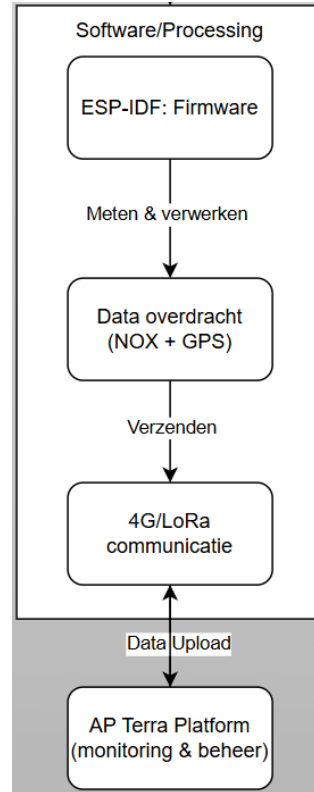 Software/Processing
ESP-IDF: Firmware
Meten & verwerken
Data overdracht
(NOX + GPS)
Verzenden
4G/LoRa
communicatie
Data Upload
AP Terra Platform
(monitoring & beheer)